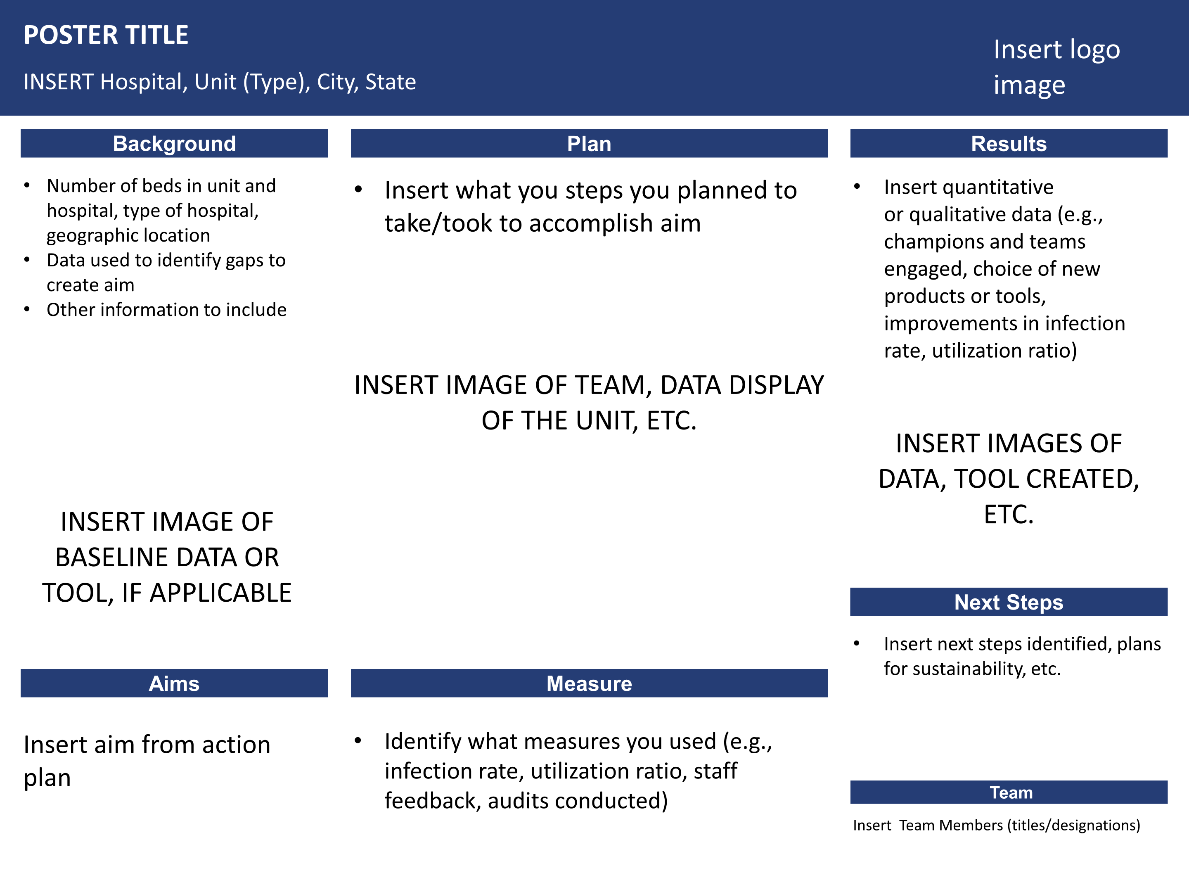 POSTER TITLE
INSERT Hospital, Unit (Type), City, State
Insert logo
image
Background
• Number of beds in unit and
hospital, type of hospital,
geographic location
• Data used to identify gaps to
create aim
• Other information to include
INSERT IMAGE OF
BASELINE DATA OR
TOOL, IF APPLICABLE
Aims
Insert aim from action
plan
Plan
• Insert what you steps you planned to
take/took to accomplish aim
INSERT IMAGE OF TEAM, DATA DISPLAY
OF THE UNIT, ETC.
Measure
• Identify what measures you used (e.g.,
infection rate, utilization ratio, staff
feedback, audits conducted)
Results
• Insert quantitative
or qualitative data (e.g.,
champions and teams
engaged, choice of new
products or tools,
improvements in infection
rate, utilization ratio)
INSERT IMAGES OF
DATA, TOOL CREATED,
ETC.
Next Steps
• Insert next steps identified, plans
for sustainability, etc.
Team
Insert  Team Members (titles/designations)